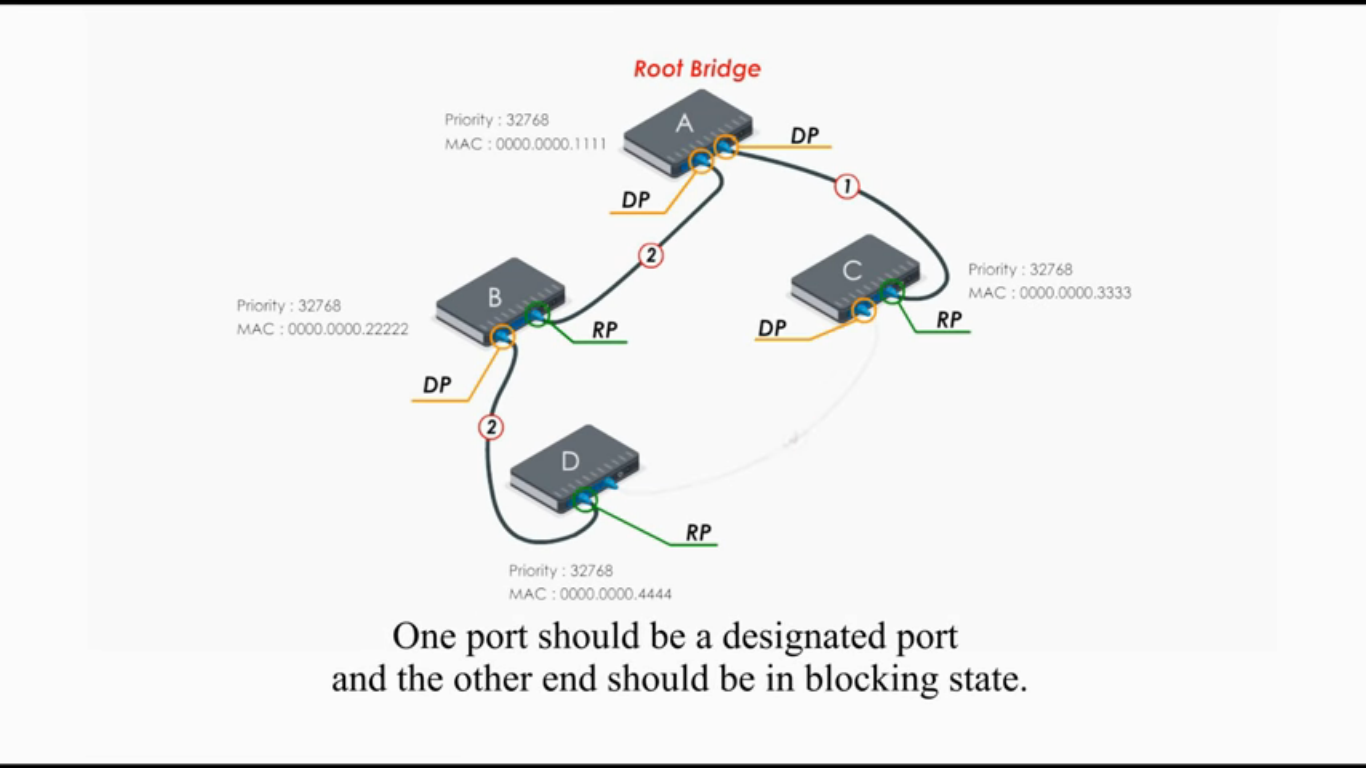 Root Bridge
Priority : 32768
MAC : 0000.0000.1111
A
DP
DP
1
2
B
Priority : 32768
MAC : 0000.0000.22222
RP
DP
C
Priority : 32768
MAC : 0000.0000.3333
DP
RP
2
D
RP
Priority : 32768
MAC : 0000.0000.4444
One port should be a designated port
and the other end should be in blocking state.